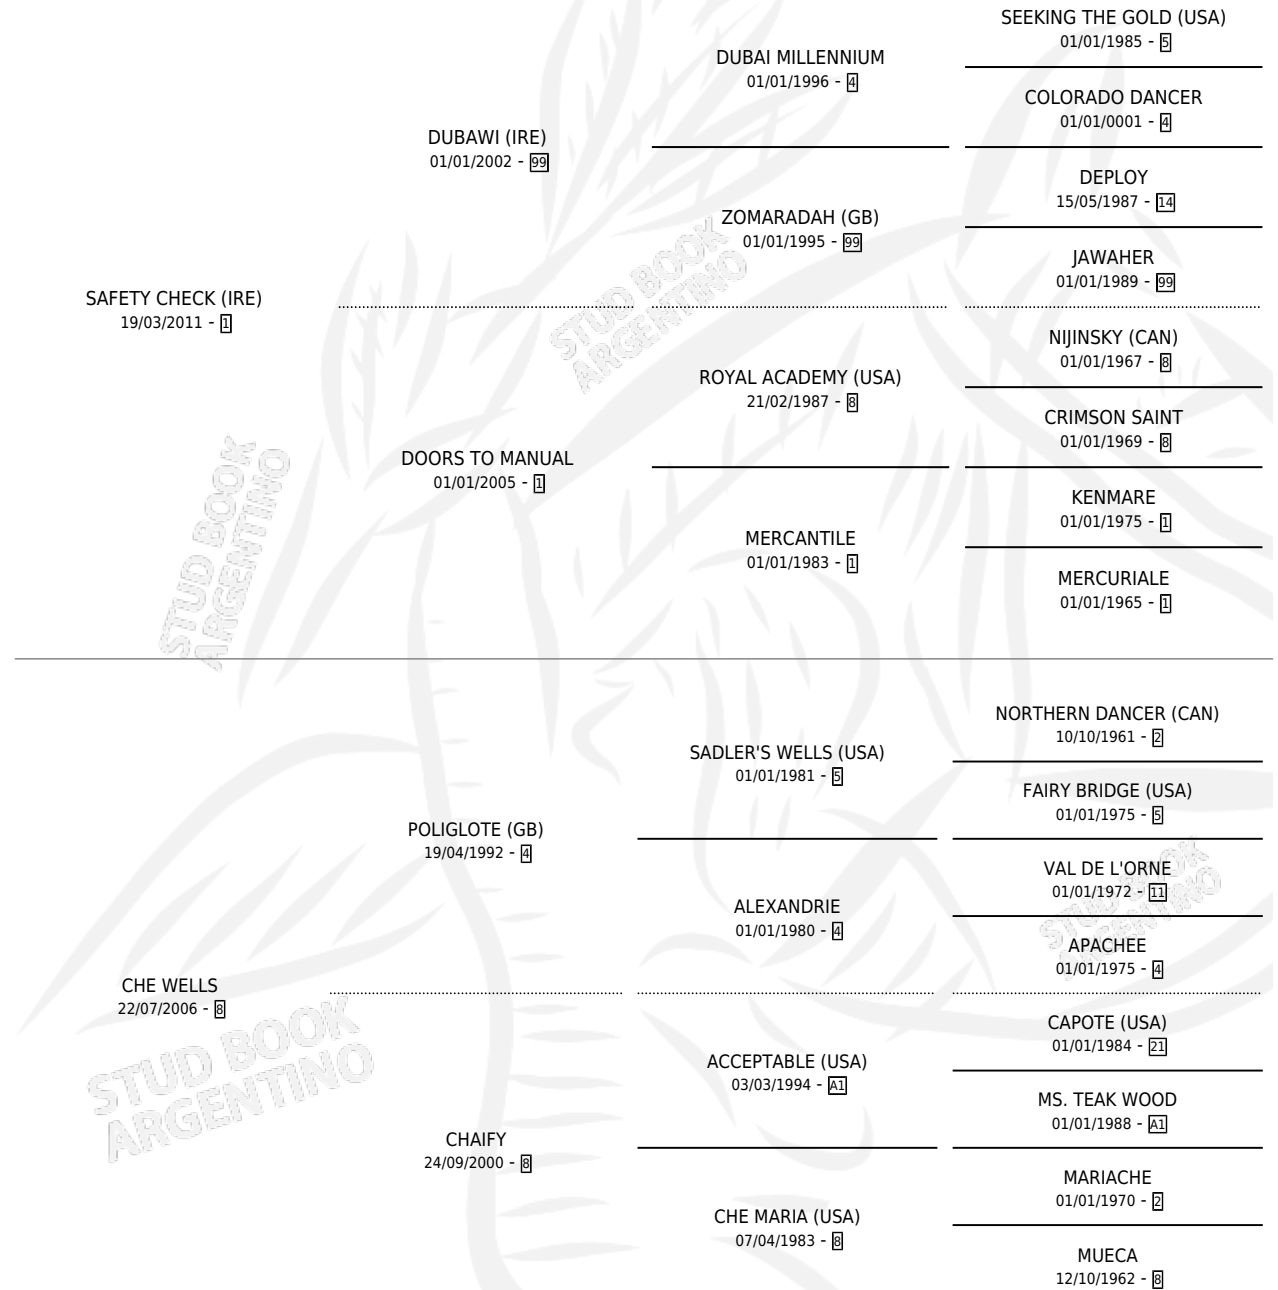 SEEKING THE GOLD (USA)
01/01/1985 - 5
DUBAI MILLENNIUM
01/01/1996 - 4
COLORADO DANCER
01/01/0001 - 4
DUBAWI (IRE)
01/01/2002 - 99
DEPLOY
15/05/1987 - 14
ZOMARADAH (GB)
01/01/1995 - 99
JAWAHER
01/01/1989 - 99
SAFETY CHECK (IRE)
19/03/2011 - 1
NIJINSKY (CAN)
01/01/1967 - 8
ROYAL ACADEMY (USA)
21/02/1987 - 8
CRIMSON SAINT
01/01/1969 - 8
DOORS TO MANUAL
01/01/2005 - 1
KENMARE
01/01/1975 - 1
MERCANTILE
01/01/1983 - 1
MERCURIALE
01/01/1965 - 1
NORTHERN DANCER (CAN)
10/10/1961 - 2
SADLER'S WELLS (USA)
01/01/1981 - 5
FAIRY BRIDGE (USA)
01/01/1975 - 5
POLIGLOTE (GB)
19/04/1992 - 4
VAL DE L'ORNE
01/01/1972 - 11
ALEXANDRIE
01/01/1980 - 4
APACHEE
01/01/1975 - 4
CHE WELLS
22/07/2006 - 8
CAPOTE (USA)
01/01/1984 - 21
ACCEPTABLE (USA)
03/03/1994 - A1
MS. TEAK WOOD
01/01/1988 - A1
CHAIFY
24/09/2000 - 8
MARIACHE
01/01/1970 - 2
CHE MARIA (USA)
07/04/1983 - 8
MUECA
12/10/1962 - 8
STUD BOOK
ARGENTINO
STUD BOOK
ARGENTINO
STUD BOOK
ARGENTINO
STUD BOOK
ARGENTINO